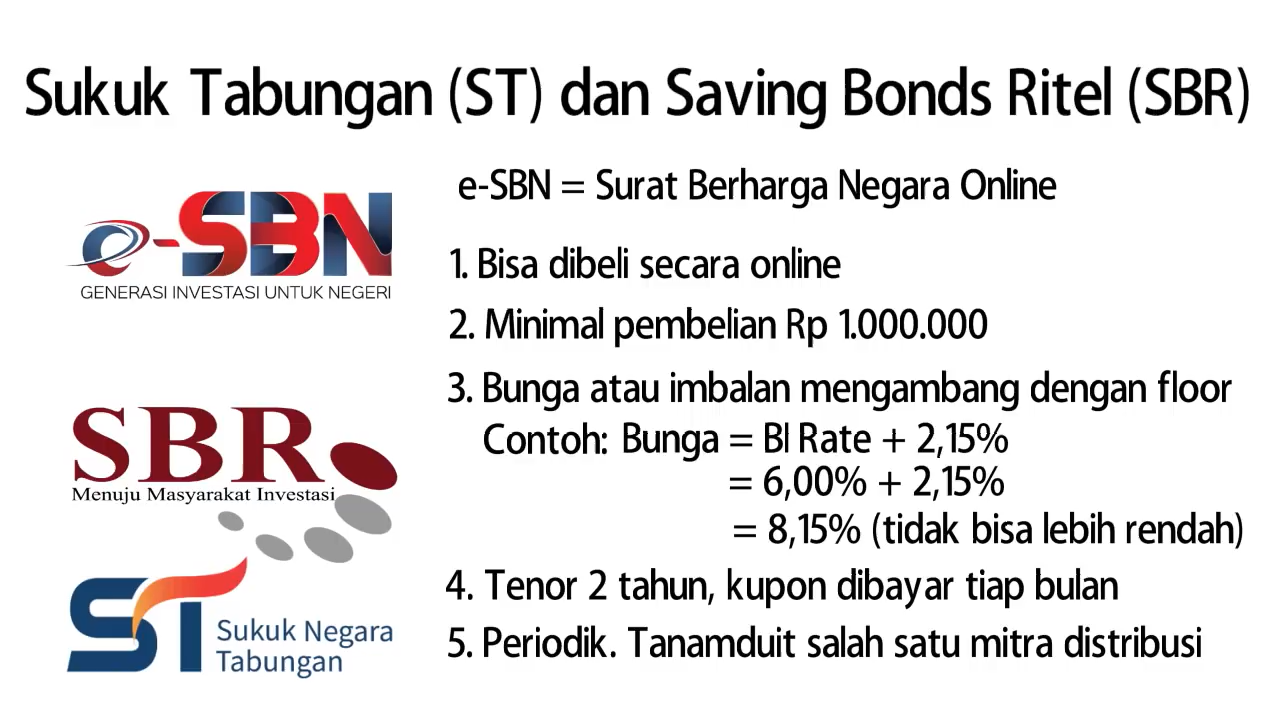 Sukuk Tabungan (ST) dan Saving Bonds Ritel (SBR)
e-SBN
GENERASI INVESTASI UNTUK NEGERI
SBR
Menuju Masyarakat Investasi
ST
Sukuk Negara
Tabungan
e-SBN = Surat Berharga Negara Online
1. Bisa dibeli secara online
2. Minimal pembelian Rp 1.000.000
3. Bunga atau imbalan mengambang dengan floor
Contoh: Bunga = BI Rate + 2,15%
= 6,00% + 2,15%
= 8,15% (tidak bisa lebih rendah)
4. Tenor 2 tahun, kupon dibayar tiap bulan
5. Periodik. Tanamduit salah satu mitra distribusi